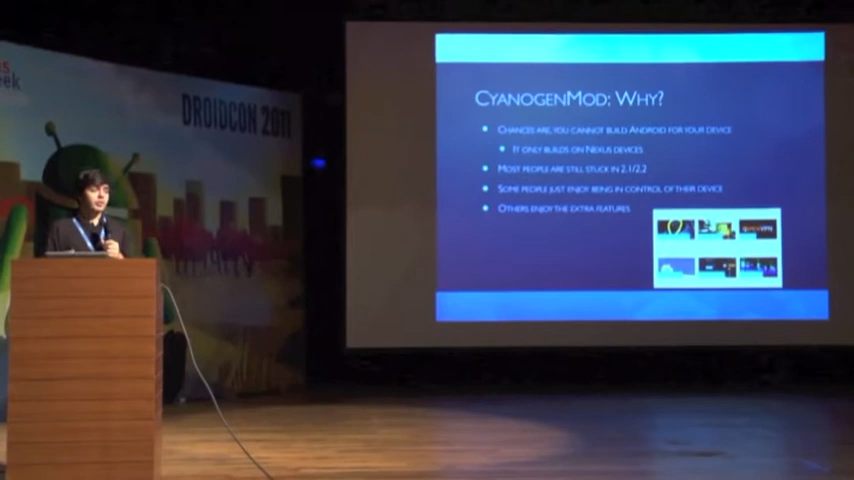 DROIDCON 2011
CYANOGENMOD: WHY?
CHANCES ARE, YOU CANNOT BUILD ANDROID FOR YOUR DEVICE
IT ONLY BUILDS ON NEXUS DEVICES
MOST PEOPLE ARE STILL STUCK IN 2.1/2.2
SOME PEOPLE JUST ENJOY BEING IN CONTROL OF THEIR DEVICE
OTHERS ENJOY THE EXTRA FEATURES